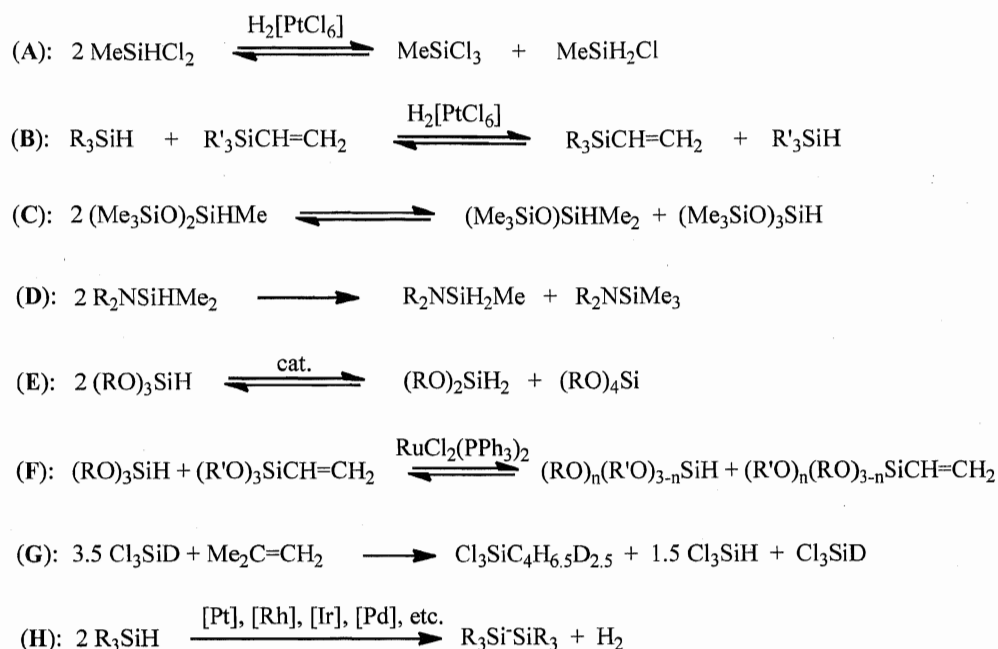 H₂[PtCl₆]
(A): 2 MeSiHCl₂ ⇌ MeSiCl₃ + MeSiH₂Cl
H₂[PtCl₆]
(B): R₃SiH + R'₃SiCH=CH₂ ⇌ R₃SiCH=CH₂ + R'₃SiH
(C): 2 (Me₃SiO)₂SiHMe ⇌ (Me₃SiO)SiHMe₂ + (Me₃SiO)₃SiH
(D): 2 R₂NSiHMe₂ → R₂NSiH₂Me + R₂NSiMe₃
cat.
(E): 2 (RO)₃SiH ⇌ (RO)₂SiH₂ + (RO)₄Si
RuCl₂(PPh₃)₂
(F): (RO)₃SiH + (R'O)₃SiCH=CH₂ ⇌ (RO)ₙ(R'O)₃₋ₙSiH + (R'O)ₙ(RO)₃₋ₙSiCH=CH₂
(G): 3.5 Cl₃SiD + Me₂C=CH₂ → Cl₃SiC₄H₆.₅D₂.₅ + 1.5 Cl₃SiH + Cl₃SiD
[Pt], [Rh], [Ir], [Pd], etc.
(H): 2 R₃SiH → R₃Si-SiR₃ + H₂